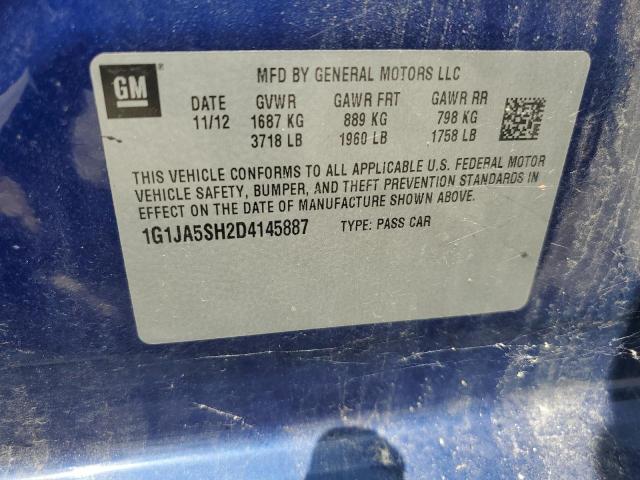 GM ®
MFD BY GENERAL MOTORS LLC
DATE GVWR GAWR FRT GAWR RR
11/12 1687 KG 889 KG 798 KG
3718 LB 1960 LB 1758 LB
THIS VEHICLE CONFORMS TO ALL APPLICABLE U.S. FEDERAL MOTOR
VEHICLE SAFETY, BUMPER, AND THEFT PREVENTION STANDARDS IN
EFFECT ON THE DATE OF MANUFACTURE SHOWN ABOVE.
1G1JA5SH2D4145887 TYPE: PASS CAR